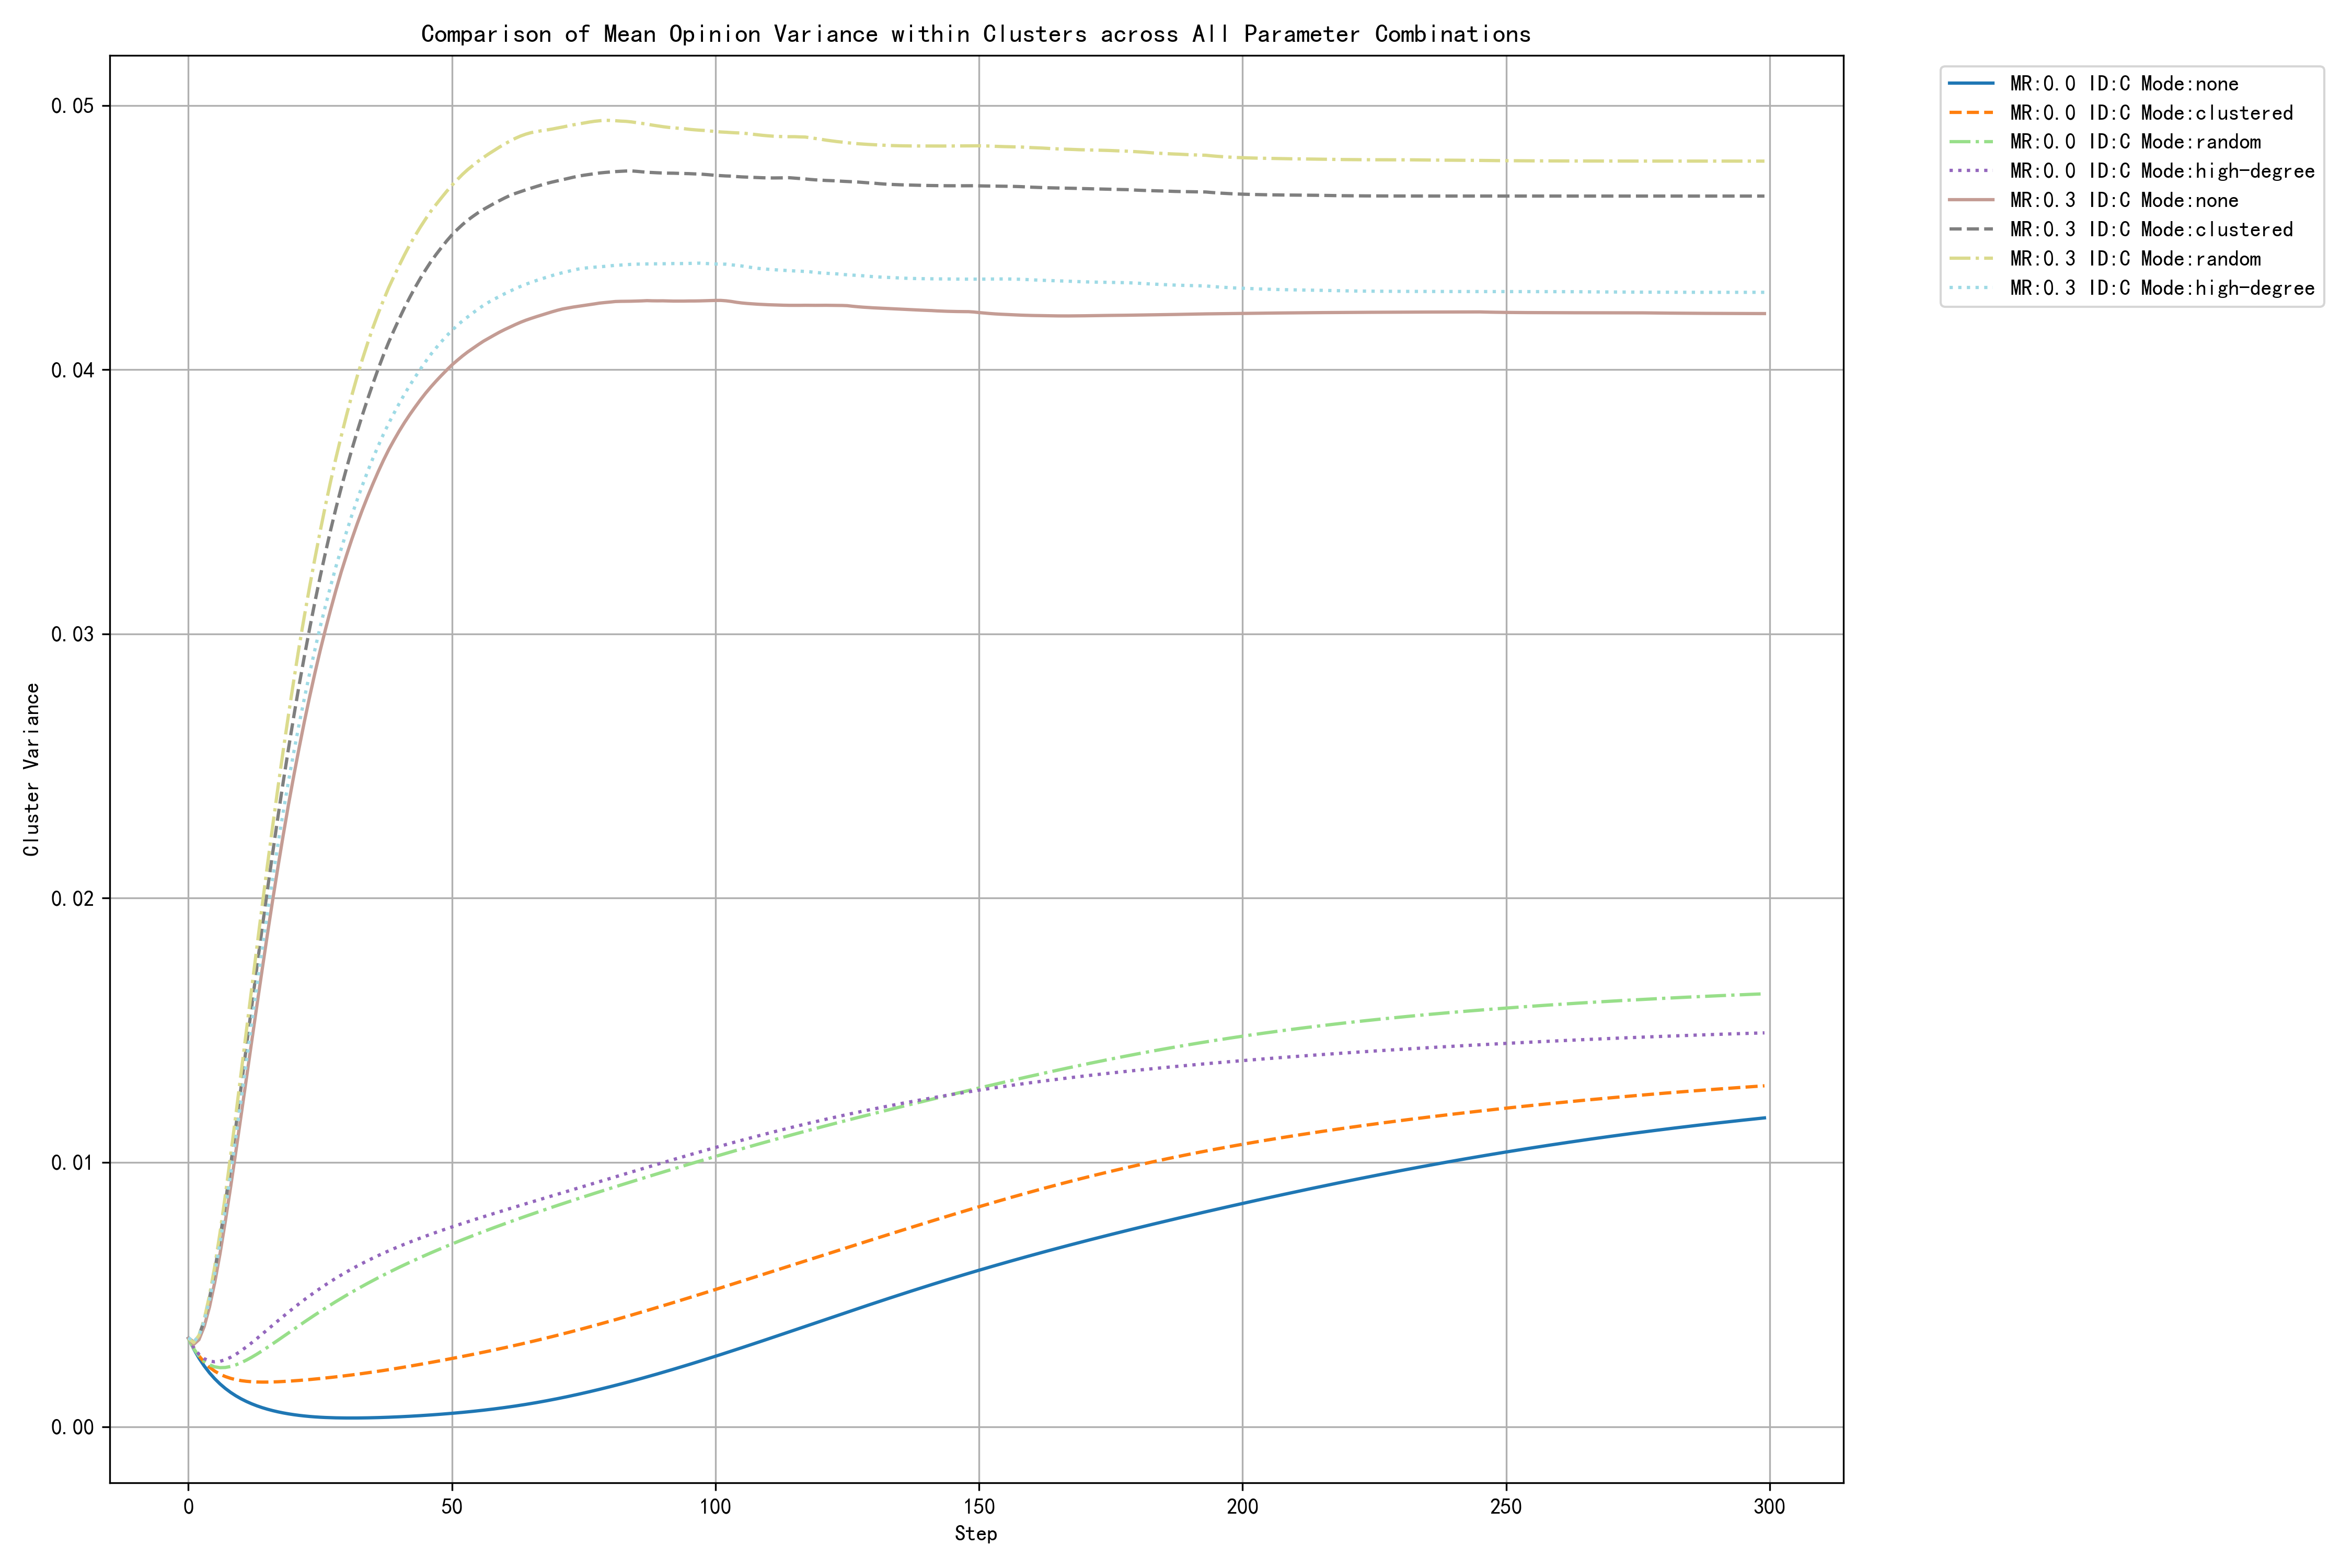 Comparison of Mean Opinion Variance within Clusters across All Parameter Combinations
MR:0.0 ID:C Mode:none
MR:0.0 ID:C Mode:clustered
MR:0.0 ID:C Mode:random
MR:0.0 ID:C Mode:high-degree
MR:0.3 ID:C Mode:none
MR:0.3 ID:C Mode:clustered
MR:0.3 ID:C Mode:random
MR:0.3 ID:C Mode:high-degree
Cluster Variance
0.05
0.04
0.03
0.02
0.01
0.00
0 50 100 150 200 250 300
Step